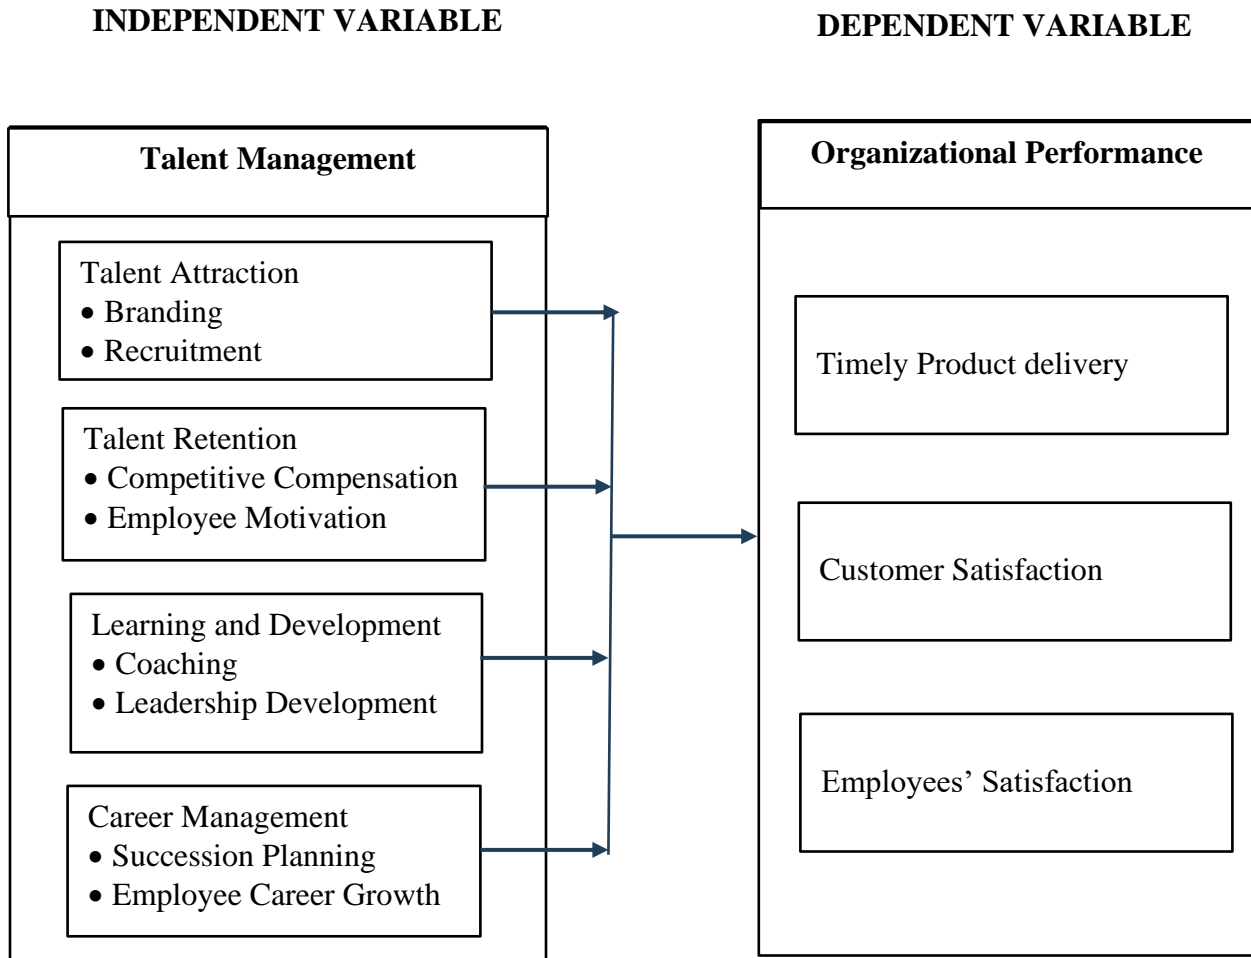 INDEPENDENT VARIABLE
DEPENDENT VARIABLE
Talent Management
Talent Attraction
• Branding
• Recruitment
Talent Retention
• Competitive Compensation
• Employee Motivation
Learning and Development
• Coaching
• Leadership Development
Career Management
• Succession Planning
• Employee Career Growth
Organizational Performance
Timely Product delivery
Customer Satisfaction
Employees’ Satisfaction